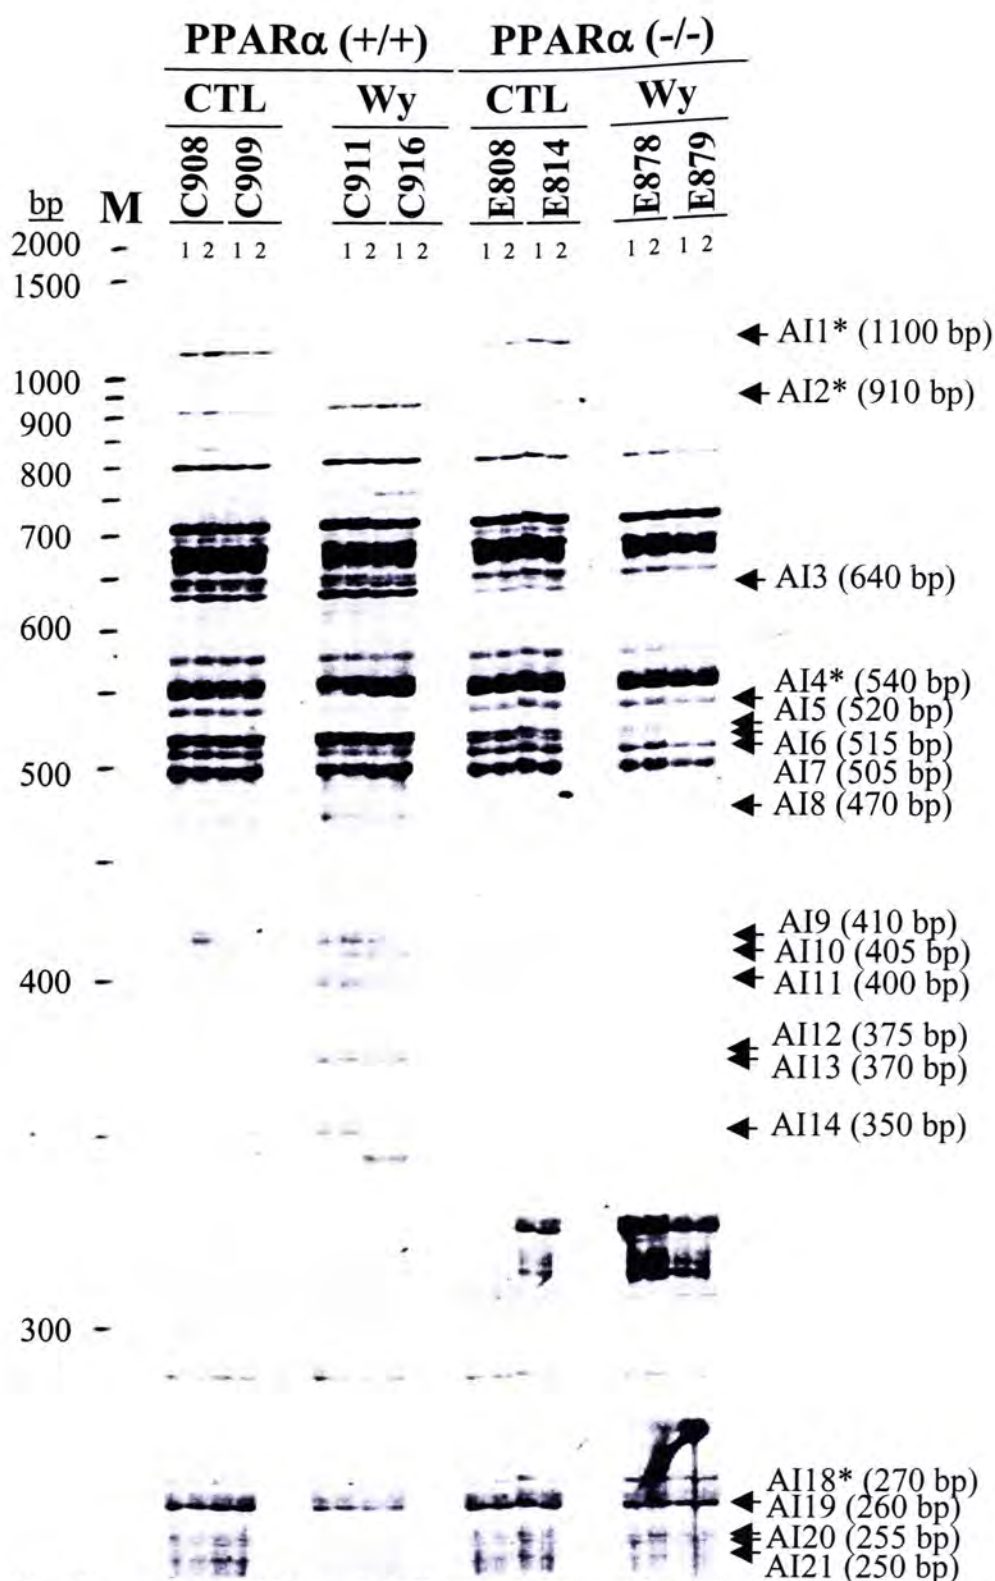 PPARα (+/+) PPARα (-/-)
CTL Wy CTL Wy
C908 C909 C911 C916 E808 E814 E878 E879
bp M
1 2 1 2 1 2 1 2 1 2 1 2 1 2 1 2
2000
1500
1000
900
800
700
600
500
400
300
AI1* (1100 bp)
AI2* (910 bp)
AI3 (640 bp)
AI4* (540 bp)
AI5 (520 bp)
AI6 (515 bp)
AI7 (505 bp)
AI8 (470 bp)
AI9 (410 bp)
AI10 (405 bp)
AI11 (400 bp)
AI12 (375 bp)
AI13 (370 bp)
AI14 (350 bp)
AI18* (270 bp)
AI19 (260 bp)
AI20 (255 bp)
AI21 (250 bp)